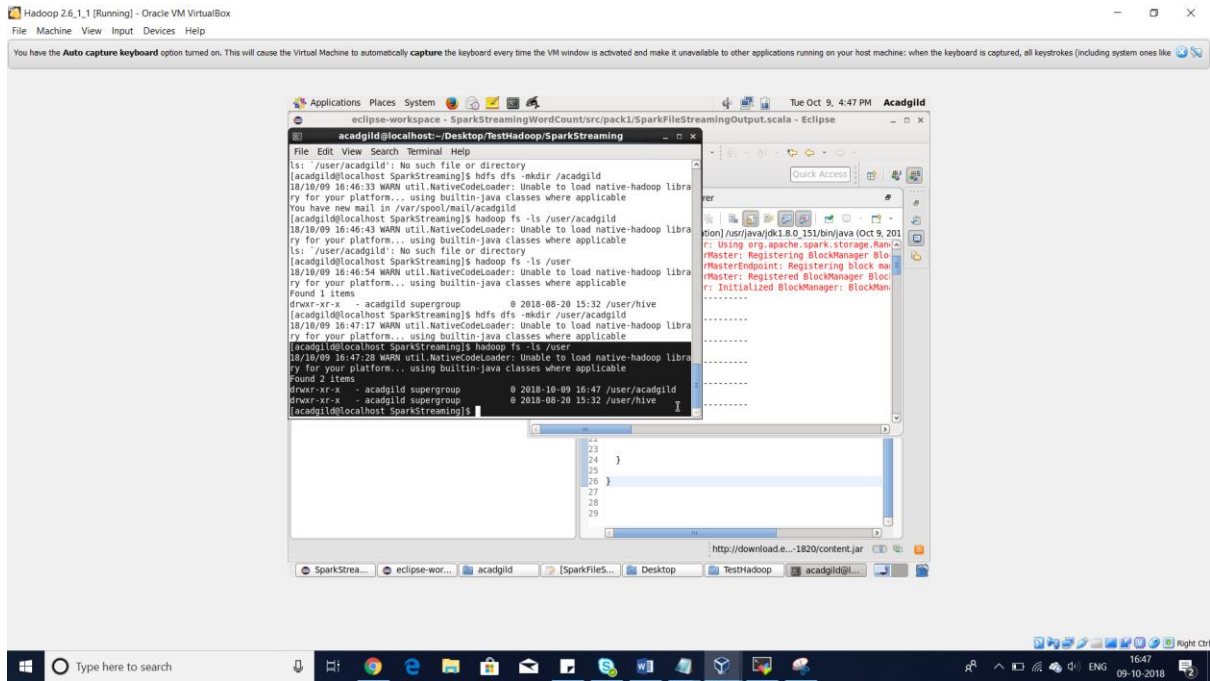 Hadoop 2.6_1_1 [Running] - Oracle VM VirtualBox
File Machine View Input Devices Help
You have the Auto capture keyboard option turned on. This will cause the Virtual Machine to automatically capture the keyboard every time the VM window is activated and make it unavailable to other applications running on your host machine: when the keyboard is captured, all keystrokes (including system ones like
Applications Places System Tue Oct 9, 4:47 PM Acadgild
eclipse-workspace - SparkStreamingWordCount/src/pack1/SparkFileStreamingOutput.scala - Eclipse
acadgild@localhost:~/Desktop/TestHadoop/SparkStreaming
File Edit View Search Terminal Help
ls: `/user/acadgild': No such file or directory
[acadgild@localhost SparkStreaming]$ hdfs dfs -mkdir /acadgild
18/10/09 16:46:33 WARN util.NativeCodeLoader: Unable to load native-hadoop libra
ry for your platform... using builtin-java classes where applicable
You have new mail in /var/spool/mail/acadgild
[acadgild@localhost SparkStreaming]$ hadoop fs -ls /user/acadgild
18/10/09 16:46:43 WARN util.NativeCodeLoader: Unable to load native-hadoop libra
ry for your platform... using builtin-java classes where applicable
ls: `/user/acadgild': No such file or directory
[acadgild@localhost SparkStreaming]$ hadoop fs -ls /user
18/10/09 16:46:54 WARN util.NativeCodeLoader: Unable to load native-hadoop libra
ry for your platform... using builtin-java classes where applicable
Found 1 items
drwxr-xr-x - acadgild supergroup 0 2018-08-20 15:32 /user/hive
[acadgild@localhost SparkStreaming]$ hdfs dfs -mkdir /user/acadgild
18/10/09 16:47:17 WARN util.NativeCodeLoader: Unable to load native-hadoop libra
ry for your platform... using builtin-java classes where applicable
[acadgild@localhost SparkStreaming]$ hadoop fs -ls /user
18/10/09 16:47:28 WARN util.NativeCodeLoader: Unable to load native-hadoop libra
ry for your platform... using builtin-java classes where applicable
Found 2 items
drwxr-xr-x - acadgild supergroup 0 2018-10-09 16:47 /user/acadgild
drwxr-xr-x - acadgild supergroup 0 2018-08-20 15:32 /user/hive
[acadgild@localhost SparkStreaming]$
Quick Access
rer
ation] /usr/java/jdk1.8.0_151/bin/java (Oct 9, 201
r: Using org.apache.spark.storage.Ran
rMaster: Registering BlockManager Blo
rMasterEndpoint: Registering block ma
rMaster: Registered BlockManager Bloc
r: Initialized BlockManager: BlockMan
---------
---------
---------
---------
---------
---------
22
23
24 }
25
26 }
27
28
29
http://download.e...-1820/content.jar
SparkStrea... eclipse-wor... acadgild [SparkFileS... Desktop TestHadoop acadgild@l...
Right Ctrl
Type here to search
ENG
16:47
09-10-2018
2